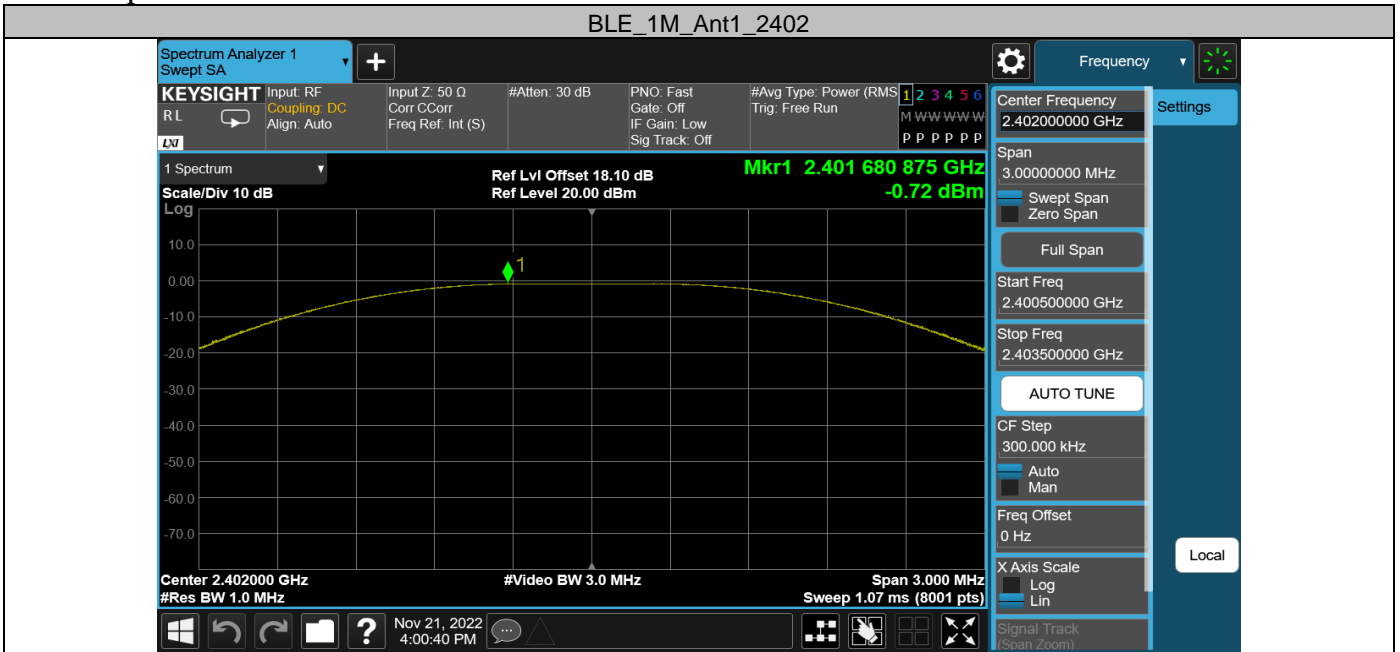 BLE_1M_Ant1_2402
Spectrum Analyzer 1
Swept SA
Frequency
KEYSIGHT
RL
LXI
Input: RF
Coupling: DC
Align: Auto
Input Z: 50 Ω
Corr CCorr
Freq Ref: Int (S)
#Atten: 30 dB
PNO: Fast
Gate: Off
IF Gain: Low
Sig Track: Off
#Avg Type: Power (RMS
Trig: Free Run
1 2 3 4 5 6
M W W W W W
P P P P P P
1 Spectrum
Scale/Div 10 dB
Log
Ref Lvl Offset 18.10 dB
Ref Level 20.00 dBm
Mkr1 2.401 680 875 GHz
-0.72 dBm
1
10.0
0.00
-10.0
-20.0
-30.0
-40.0
-50.0
-60.0
-70.0
Center 2.402000 GHz
#Res BW 1.0 MHz
#Video BW 3.0 MHz
Span 3.000 MHz
Sweep 1.07 ms (8001 pts)
Center Frequency
2.402000000 GHz
Span
3.00000000 MHz
Swept Span
Zero Span
Full Span
Start Freq
2.400500000 GHz
Stop Freq
2.403500000 GHz
AUTO TUNE
CF Step
300.000 kHz
Auto
Man
Freq Offset
0 Hz
X Axis Scale
Log
Lin
Signal Track
(Span Zoom)
Settings
Local
?
Nov 21, 2022
4:00:40 PM